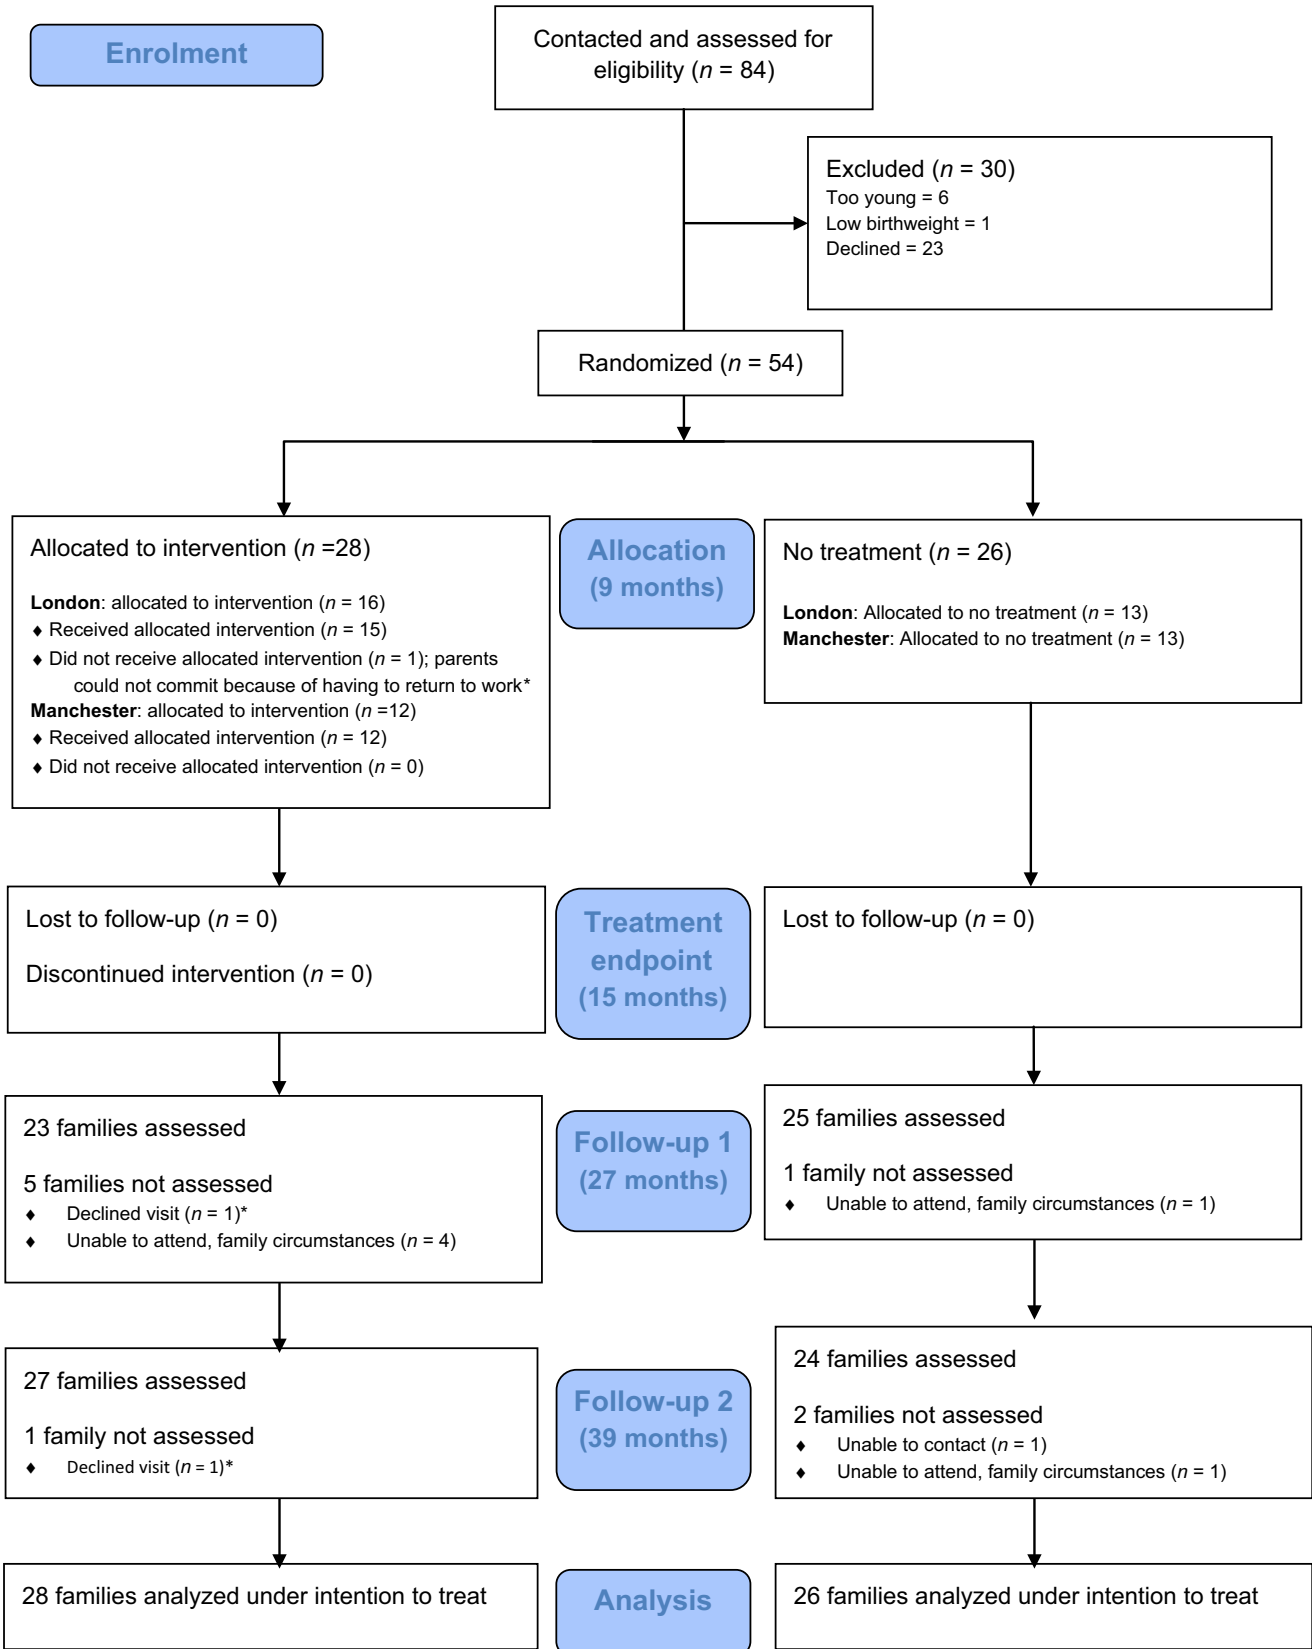 Enrolment
Contacted and assessed for
eligibility (n = 84)
Excluded (n = 30)
Too young = 6
Low birthweight = 1
Declined = 23
Randomized (n = 54)
Allocated to intervention (n =28)
London: allocated to intervention (n = 16)
♦ Received allocated intervention (n = 15)
♦ Did not receive allocated intervention (n = 1); parents
could not commit because of having to return to work*
Manchester: allocated to intervention (n =12)
♦ Received allocated intervention (n = 12)
♦ Did not receive allocated intervention (n = 0)
Allocation
(9 months)
No treatment (n = 26)
London: Allocated to no treatment (n = 13)
Manchester: Allocated to no treatment (n = 13)
Lost to follow-up (n = 0)
Discontinued intervention (n = 0)
Treatment
endpoint
(15 months)
Lost to follow-up (n = 0)
23 families assessed
5 families not assessed
♦ Declined visit (n = 1)*
♦ Unable to attend, family circumstances (n = 4)
Follow-up 1
(27 months)
25 families assessed
1 family not assessed
♦ Unable to attend, family circumstances (n = 1)
27 families assessed
1 family not assessed
♦ Declined visit (n = 1)*
Follow-up 2
(39 months)
24 families assessed
2 families not assessed
♦ Unable to contact (n = 1)
♦ Unable to attend, family circumstances (n = 1)
28 families analyzed under intention to treat
Analysis
26 families analyzed under intention to treat